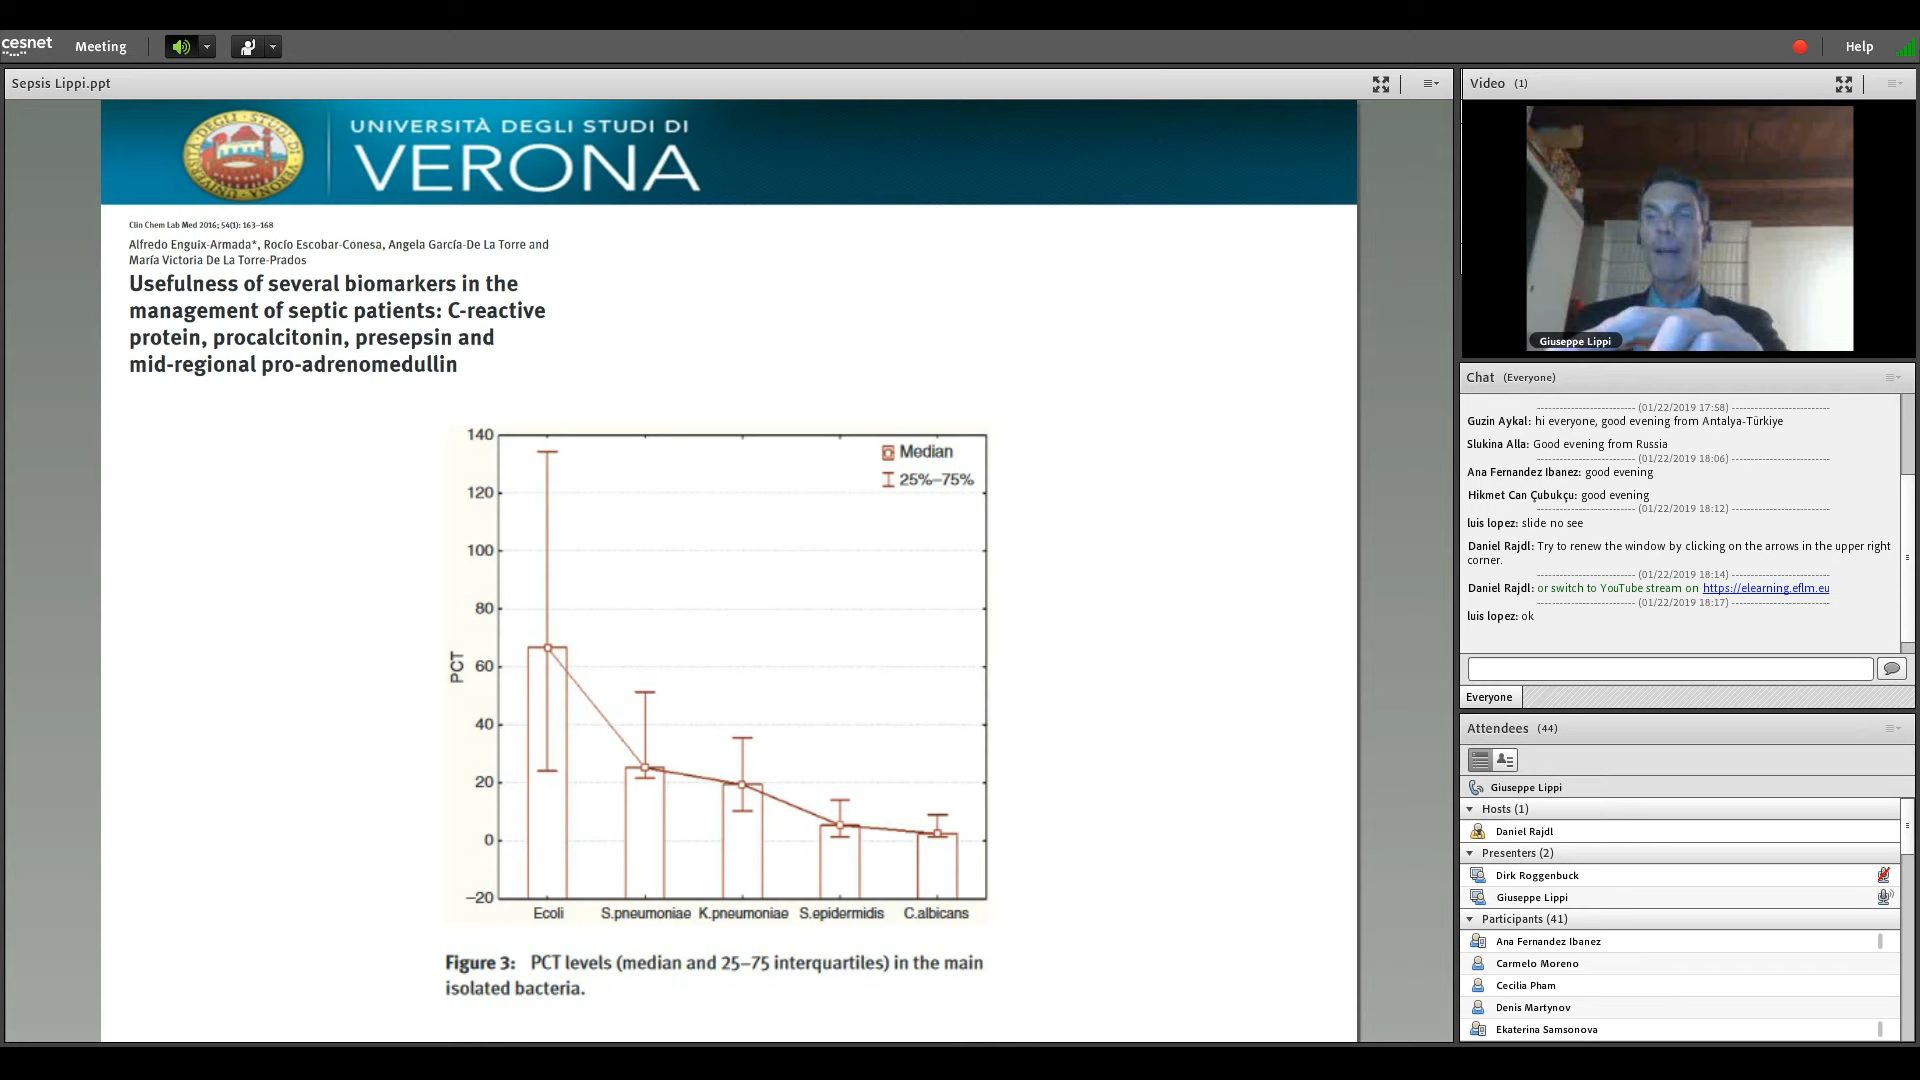 cesnet
Meeting
Help
Sepsis Lippi.ppt
UNIVERSITÀ DEGLI STUDI DI
VERONA
Clin Chem Lab Med 2016; 54(1): 163–168
Alfredo Enguix-Armada*, Rocío Escobar-Conesa, Angela García-De La Torre and
María Victoria De La Torre-Prados
Usefulness of several biomarkers in the
management of septic patients: C-reactive
protein, procalcitonin, presepsin and
mid-regional pro-adrenomedullin
140
120
100
80
60
40
20
0
–20
PCT
Median
25%–75%
Ecoli
S.pneumoniae
K.pneumoniae
S.epidermidis
C.albicans
Figure 3: PCT levels (median and 25–75 interquartiles) in the main
isolated bacteria.
Video (1)
Giuseppe Lippi
Chat (Everyone)
(01/22/2019 17:58)
Guzin Aykal: hi everyone, good evening from Antalya-Türkiye
Slukina Alla: Good evening from Russia
(01/22/2019 18:06)
Ana Fernandez Ibanez: good evening
Hikmet Can Çubukçu: good evening
(01/22/2019 18:12)
luis lopez: slide no see
Daniel Rajdl: Try to renew the window by clicking on the arrows in the upper right
corner.
(01/22/2019 18:14)
Daniel Rajdl: or switch to YouTube stream on https://elearning.eflm.eu
(01/22/2019 18:17)
luis lopez: ok
Everyone
Attendees (44)
Giuseppe Lippi
Hosts (1)
Daniel Rajdl
Presenters (2)
Dirk Roggenbuck
Giuseppe Lippi
Participants (41)
Ana Fernandez Ibanez
Carmelo Moreno
Cecilia Pham
Denis Martynov
Ekaterina Samsonova